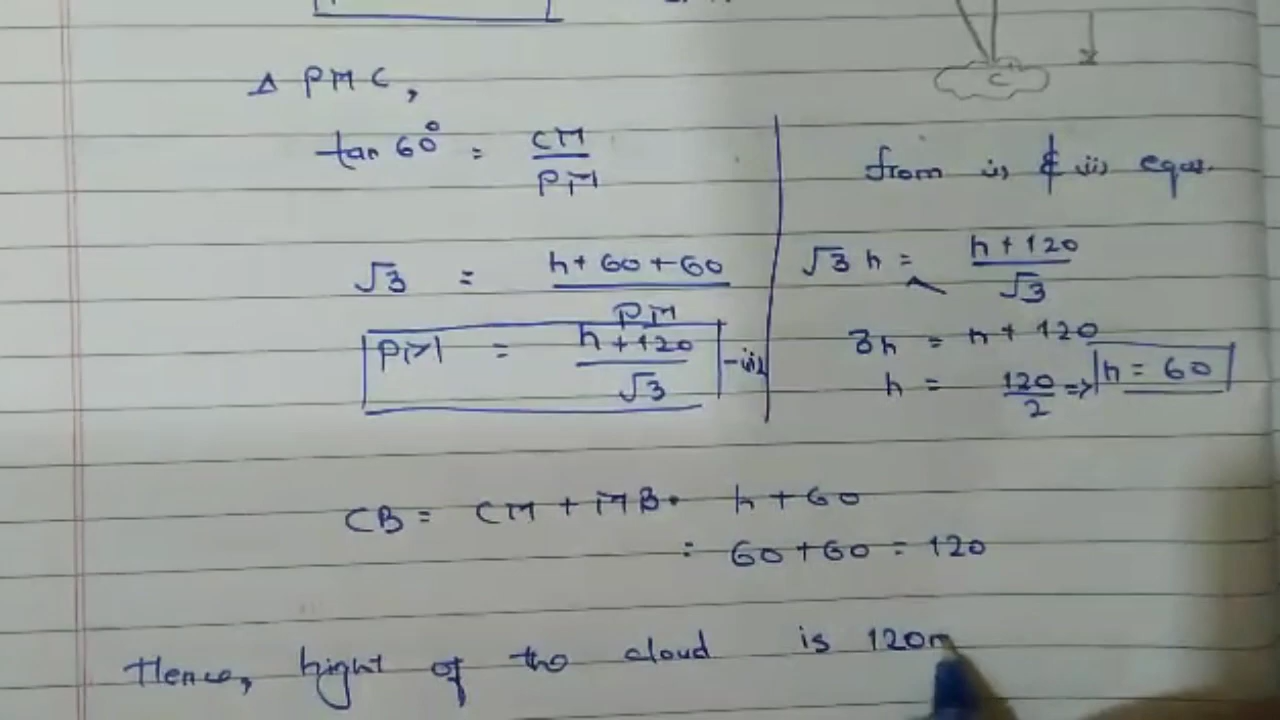 C
Δ PMC,
tan 60° = CM / PM
√3 = h + 60 + 60 / PM
PM = h + 120 / √3 - ii)
from i) & ii) eqns.
√3 h = h + 120 / √3
3h = h + 120
h = 120 / 2 => h = 60
CB = CM + MB = h + 60
= 60 + 60 = 120
Hence, hight of the cloud is 120m